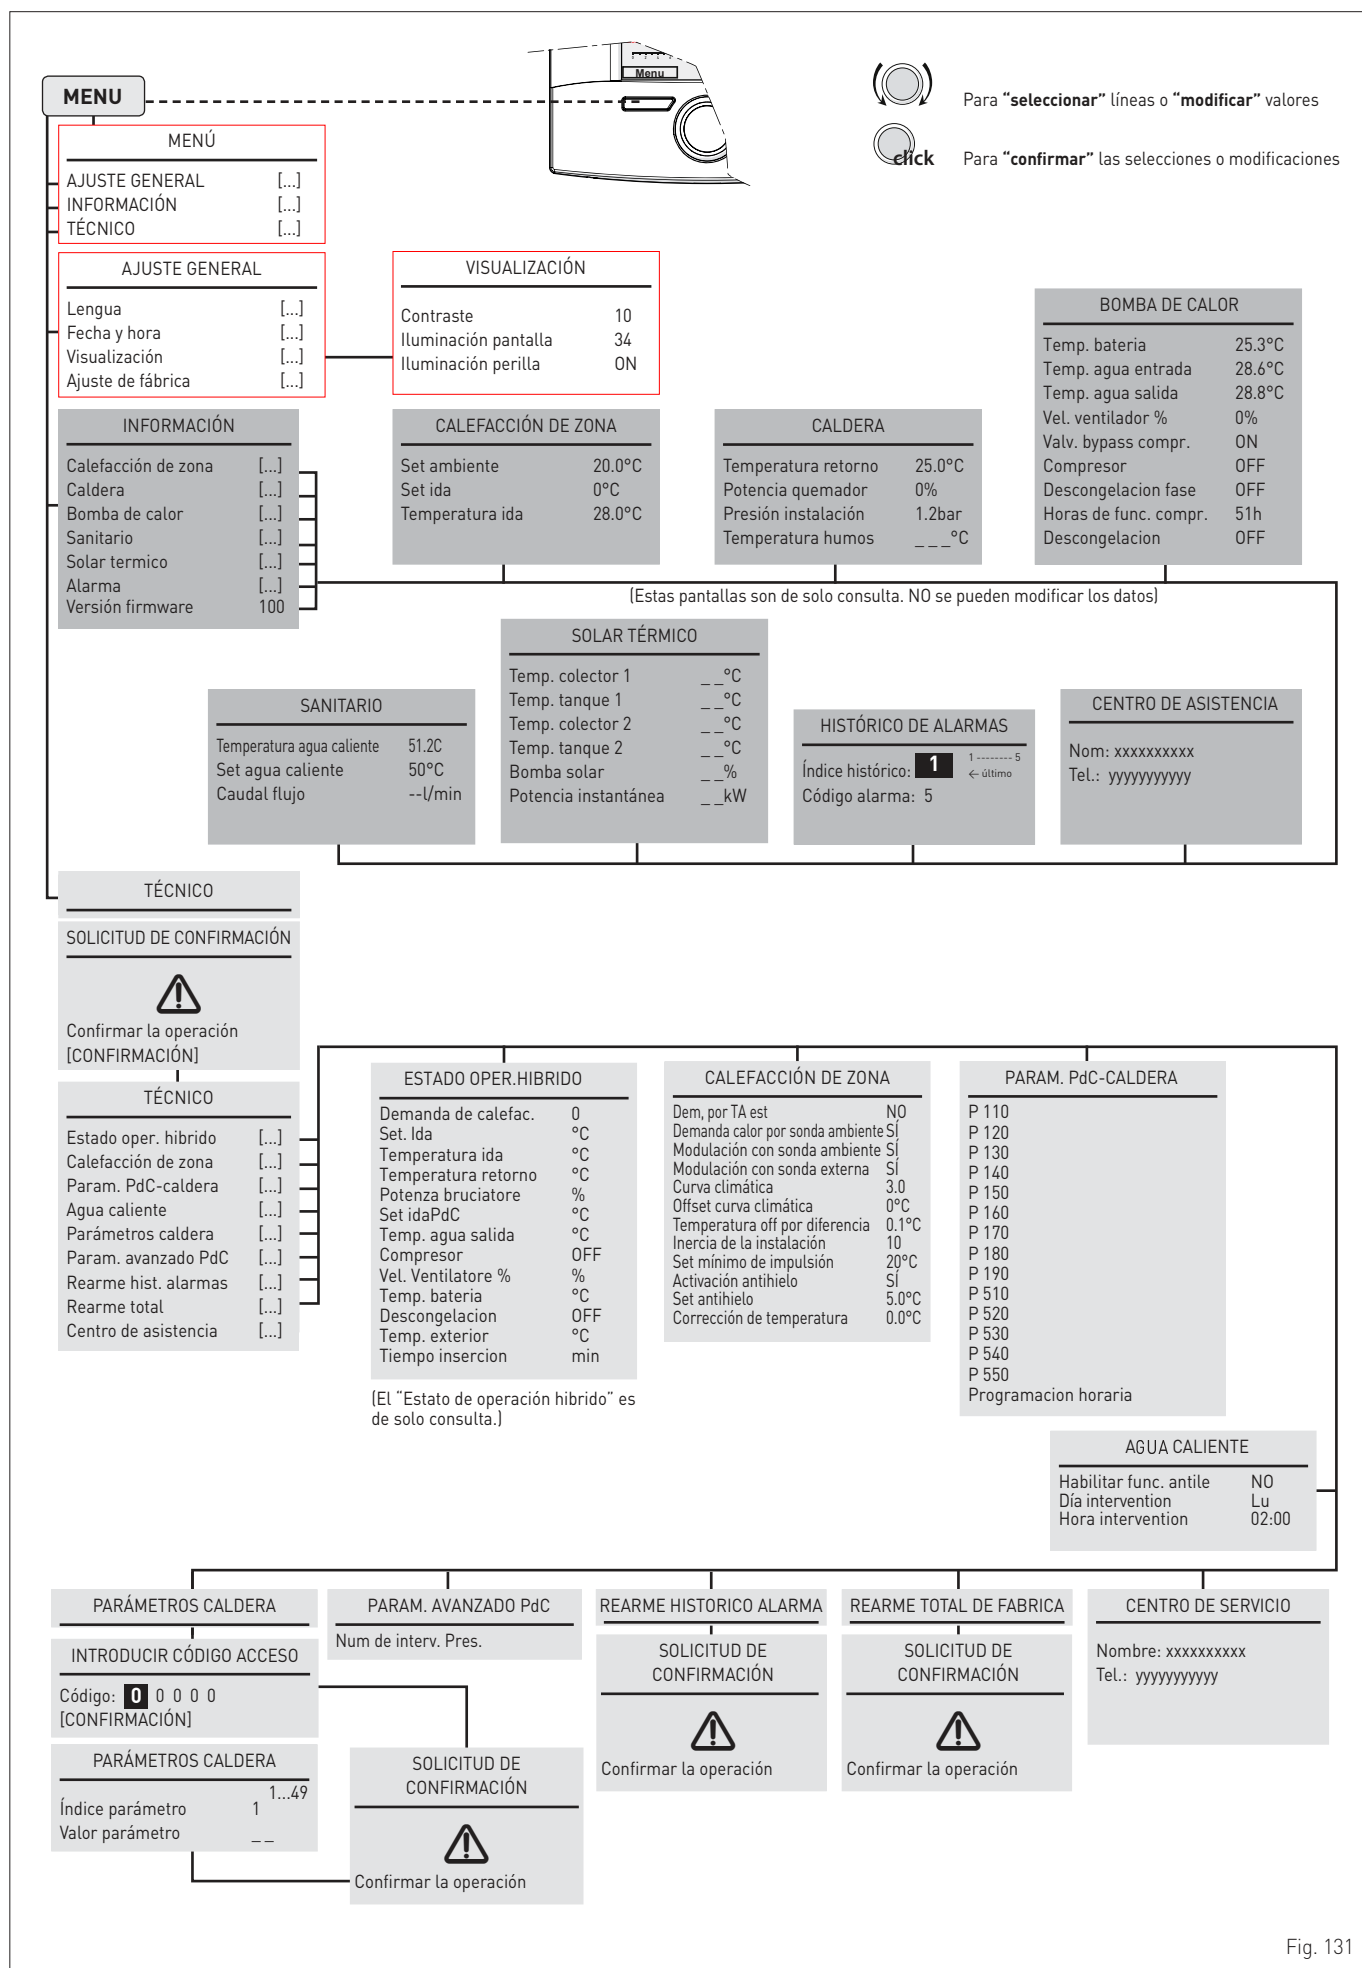 Menu
MENU
Para “seleccionar” líneas o “modificar” valores
click
Para “confirmar” las selecciones o modificaciones
MENÚ
AJUSTE GENERAL [...]
INFORMACIÓN [...]
TÉCNICO [...]
AJUSTE GENERAL
Lengua [...]
Fecha y hora [...]
Visualización [...]
Ajuste de fábrica [...]
VISUALIZACIÓN
Contraste 10
Iluminación pantalla 34
Iluminación perilla ON
BOMBA DE CALOR
Temp. bateria 25.3°C
Temp. agua entrada 28.6°C
Temp. agua salida 28.8°C
Vel. ventilador % 0%
Valv. bypass compr. ON
Compresor OFF
Descongelacion fase OFF
Horas de func. compr. 51h
Descongelacion OFF
INFORMACIÓN
Calefacción de zona [...]
Caldera [...]
Bomba de calor [...]
Sanitario [...]
Solar termico [...]
Alarma [...]
Versión firmware 100
CALEFACCIÓN DE ZONA
Set ambiente 20.0°C
Set ida 0°C
Temperatura ida 28.0°C
CALDERA
Temperatura retorno 25.0°C
Potencia quemador 0%
Presión instalación 1.2bar
Temperatura humos _ _ _°C
(Estas pantallas son de solo consulta. NO se pueden modificar los datos)
SANITARIO
Temperatura agua caliente 51.2C
Set agua caliente 50°C
Caudal flujo --l/min
SOLAR TÉRMICO
Temp. colector 1 _ _°C
Temp. tanque 1 _ _°C
Temp. colector 2 _ _°C
Temp. tanque 2 _ _°C
Bomba solar _ _%
Potencia instantánea _ _kW
HISTÓRICO DE ALARMAS
Índice histórico: 1 1 -------- 5
← último
Código alarma: 5
CENTRO DE ASISTENCIA
Nom: xxxxxxxxxx
Tel.: yyyyyyyyyyy
TÉCNICO
SOLICITUD DE CONFIRMACIÓN
Confirmar la operación
[CONFIRMACIÓN]
TÉCNICO
Estado oper. hibrido [...]
Calefacción de zona [...]
Param. PdC-caldera [...]
Agua caliente [...]
Parámetros caldera [...]
Param. avanzado PdC [...]
Rearme hist. alarmas [...]
Rearme total [...]
Centro de asistencia [...]
ESTADO OPER.HIBRIDO
Demanda de calefac. 0
Set. Ida °C
Temperatura ida °C
Temperatura retorno °C
Potenza bruciatore %
Set idaPdC °C
Temp. agua salida °C
Compresor OFF
Vel. Ventilatore % %
Temp. bateria °C
Descongelacion OFF
Temp. exterior °C
Tiempo insercion min
(El “Estato de operación hibrido” es
de solo consulta.)
CALEFACCIÓN DE ZONA
Dem, por TA est NO
Demanda calor por sonda ambiente SÍ
Modulación con sonda ambiente SÍ
Modulación con sonda externa SÍ
Curva climática 3.0
Offset curva climática 0°C
Temperatura off por diferencia 0.1°C
Inercia de la instalación 10
Set mínimo de impulsión 20°C
Activación antihielo SÍ
Set antihielo 5.0°C
Corrección de temperatura 0.0°C
PARAM. PdC-CALDERA
P 110
P 120
P 130
P 140
P 150
P 160
P 170
P 180
P 190
P 510
P 520
P 530
P 540
P 550
Programacion horaria
AGUA CALIENTE
Habilitar func. antile NO
Día intervention Lu
Hora intervention 02:00
PARÁMETROS CALDERA
INTRODUCIR CÓDIGO ACCESO
Código: 0 0 0 0 0
[CONFIRMACIÓN]
PARÁMETROS CALDERA
1...49
Índice parámetro 1
Valor parámetro _ _
SOLICITUD DE
CONFIRMACIÓN
Confirmar la operación
PARAM. AVANZADO PdC
Num de interv. Pres.
REARME HISTORICO ALARMA
SOLICITUD DE
CONFIRMACIÓN
Confirmar la operación
REARME TOTAL DE FABRICA
SOLICITUD DE
CONFIRMACIÓN
Confirmar la operación
CENTRO DE SERVICIO
Nombre: xxxxxxxxxx
Tel.: yyyyyyyyyyy
Fig. 131